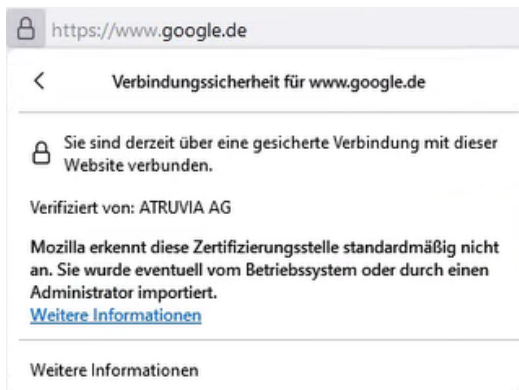 https://www.google.de
Verbindungssicherheit für www.google.de
Sie sind derzeit über eine gesicherte Verbindung mit dieser
Website verbunden.
Verifiziert von: ATRUVIA AG
Mozilla erkennt diese Zertifizierungsstelle standardmäßig nicht
an. Sie wurde eventuell vom Betriebssystem oder durch einen
Administrator importiert.
Weitere Informationen
Weitere Informationen